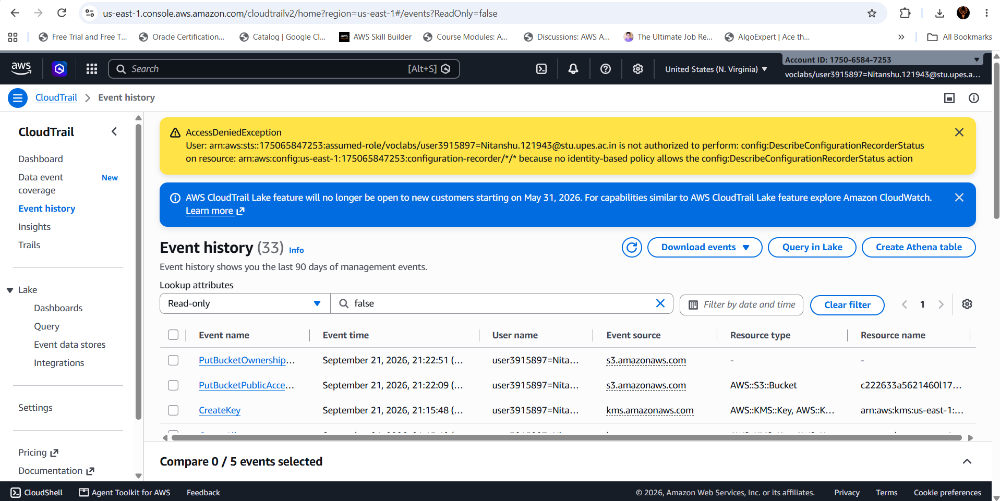 us-east-1.console.aws.amazon.com/cloudtrailv2/home?region=us-east-1#/events?ReadOnly=false
Free Trial and Free T...
Oracle Certification...
Catalog | Google Cl...
aws
AWS Skill Builder
Course Modules: A...
Discussions: AWS A...
The Ultimate Job Re...
AlgoExpert | Ace th...
All Bookmarks
aws
Search
[Alt+S]
United States (N. Virginia)
Account ID: 1750-6584-7253
voclabs/user3915897=Nitanshu.121943@stu.upes.a...
CloudTrail
Event history
CloudTrail
Dashboard
Data event
coverage
New
Event history
Insights
Trails
Lake
Dashboards
Query
Event data stores
Integrations
Settings
Pricing
Documentation
AccessDeniedException
User: arn:aws:sts::175065847253:assumed-role/voclabs/user3915897=Nitanshu.121943@stu.upes.ac.in is not authorized to perform: config:DescribeConfigurationRecorderStatus
on resource: arn:aws:config:us-east-1:175065847253:configuration-recorder/*/* because no identity-based policy allows the config:DescribeConfigurationRecorderStatus action
AWS CloudTrail Lake feature will no longer be open to new customers starting on May 31, 2026. For capabilities similar to AWS CloudTrail Lake feature explore Amazon CloudWatch.
Learn more
Event history (33) Info
Download events
Query in Lake
Create Athena table
Event history shows you the last 90 days of management events.
Lookup attributes
Read-only
false
Filter by date and time
Clear filter
1
Event name
Event time
User name
Event source
Resource type
Resource name
PutBucketOwnership...
September 21, 2026, 21:22:51 (...
user3915897=Nita...
s3.amazonaws.com
-
-
PutBucketPublicAcce...
September 21, 2026, 21:22:09 (...
user3915897=Nita...
s3.amazonaws.com
AWS::S3::Bucket
c222633a5621460l17...
CreateKey
September 21, 2026, 21:15:48 (...
user3915897=Nita...
kms.amazonaws.com
AWS::KMS::Key, AWS::K...
arn:aws:kms:us-east-1:...
Compare 0 / 5 events selected
CloudShell
Agent Toolkit for AWS
Feedback
© 2026, Amazon Web Services, Inc. or its affiliates.
Privacy
Terms
Cookie preferences